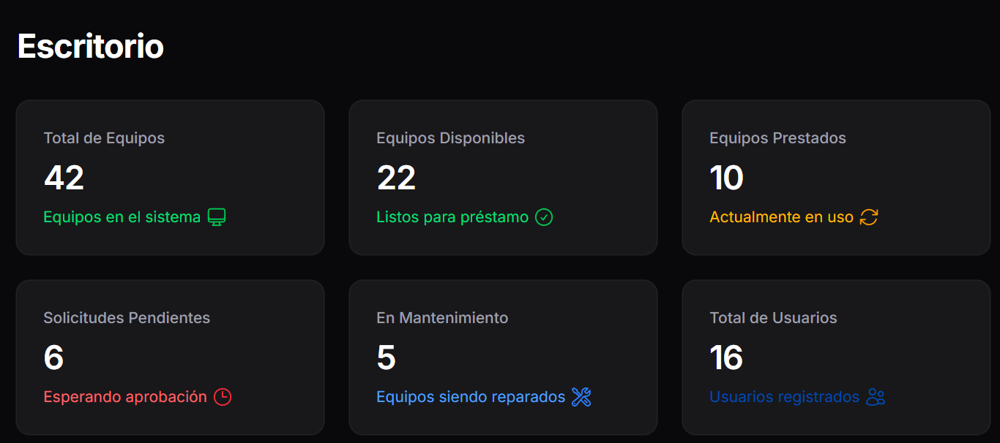 Escritorio
Total de Equipos
42
Equipos en el sistema
Equipos Disponibles
22
Listos para préstamo
Equipos Prestados
10
Actualmente en uso
Solicitudes Pendientes
6
Esperando aprobación
En Mantenimiento
5
Equipos siendo reparados
Total de Usuarios
16
Usuarios registrados